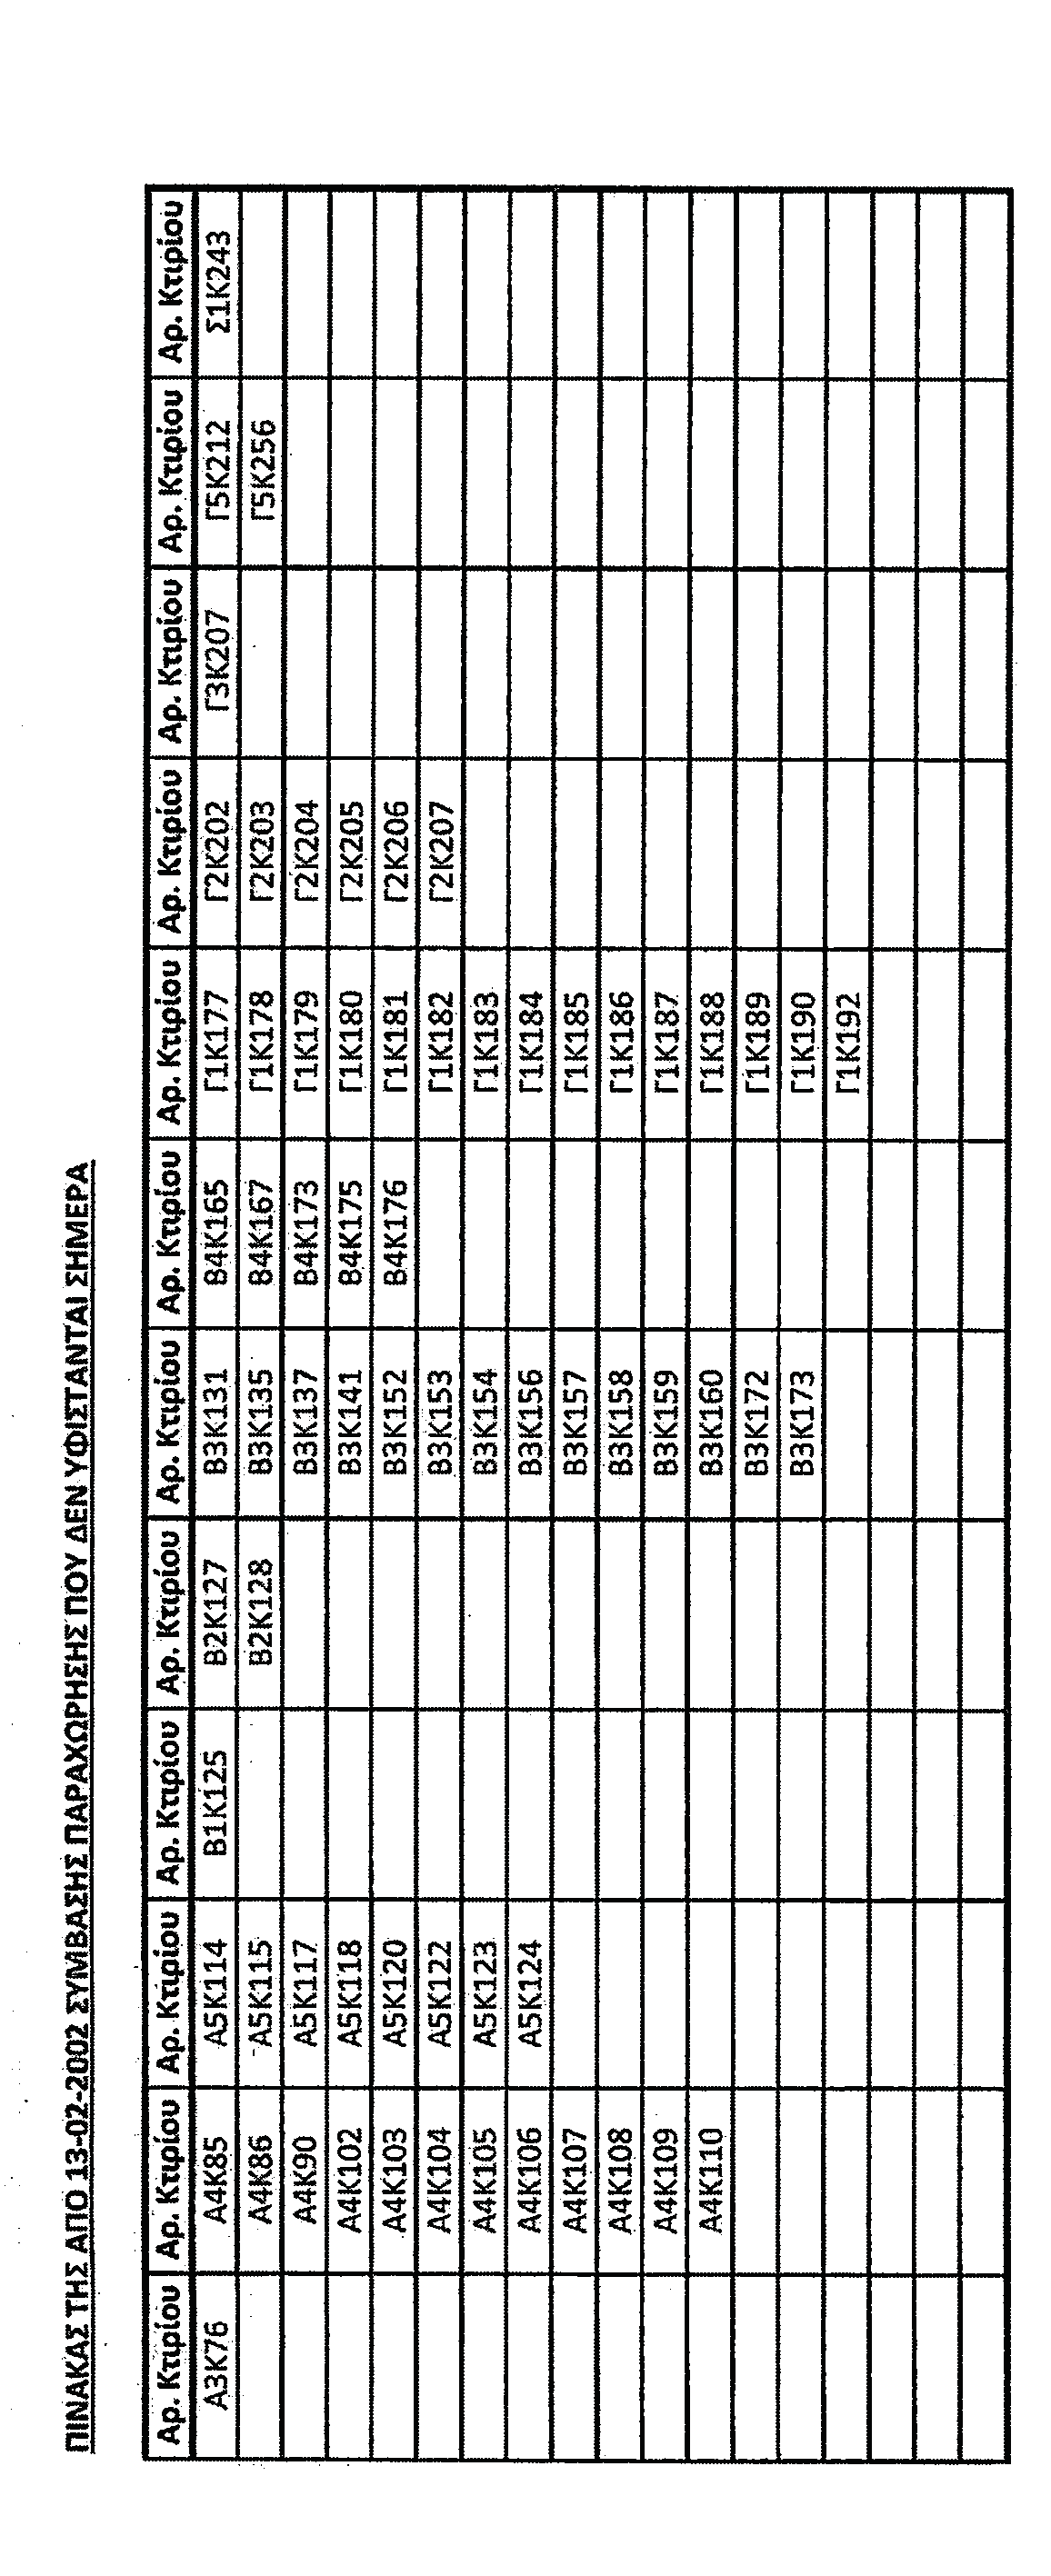 ΠΙΝΑΚΑΣ ΤΗΣ ΑΠΟ 13-02-2002 ΣΥΜΒΑΣΗΣ ΠΑΡΑΧΩΡΗΣΗΣ ΠΟΥ ΔΕΝ ΥΦΙΣΤΑΝΤΑΙ ΣΗΜΕΡΑ
Αρ. Κτιρίου Αρ. Κτιρίου Αρ. Κτιρίου Αρ. Κτιρίου Αρ. Κτιρίου Αρ. Κτιρίου Αρ. Κτιρίου Αρ. Κτιρίου Αρ. Κτιρίου Αρ. Κτιρίου Αρ. Κτιρίου Αρ. Κτιρίου
Α3Κ76 Α4Κ85 Α5Κ114 Β1Κ125 Β2Κ127 Β3Κ131 Β4Κ165 Γ1Κ177 Γ2Κ202 Γ3Κ207 Γ5Κ212 Σ1Κ243
Α4Κ86 Α5Κ115 Β2Κ128 Β3Κ135 Β4Κ167 Γ1Κ178 Γ2Κ203 Γ5Κ256
Α4Κ90 Α5Κ117 Β3Κ137 Β4Κ173 Γ1Κ179 Γ2Κ204
Α4Κ102 Α5Κ118 Β3Κ141 Β4Κ175 Γ1Κ180 Γ2Κ205
Α4Κ103 Α5Κ120 Β3Κ152 Β4Κ176 Γ1Κ181 Γ2Κ206
Α4Κ104 Α5Κ122 Β3Κ153 Γ1Κ182 Γ2Κ207
Α4Κ105 Α5Κ123 Β3Κ154 Γ1Κ183
Α4Κ106 Α5Κ124 Β3Κ156 Γ1Κ184
Α4Κ107 Β3Κ157 Γ1Κ185
Α4Κ108 Β3Κ158 Γ1Κ186
Α4Κ109 Β3Κ159 Γ1Κ187
Α4Κ110 Β3Κ160 Γ1Κ188
Β3Κ172 Γ1Κ189
Β3Κ173 Γ1Κ190
Γ1Κ192